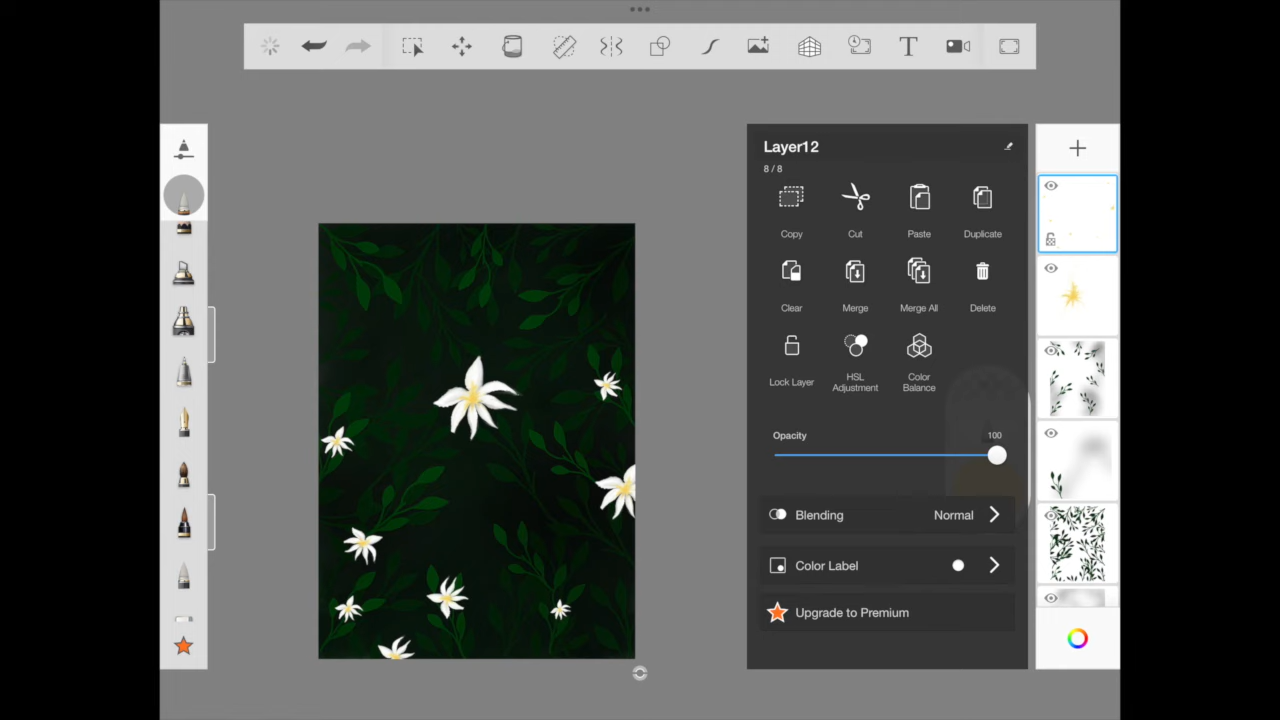 Layer12
8 / 8
Copy
Cut
Paste
Duplicate
Clear
Merge
Merge All
Delete
Lock Layer
HSL
Adjustment
Color
Balance
Opacity
100
Blending
Normal
Color Label
Upgrade to Premium